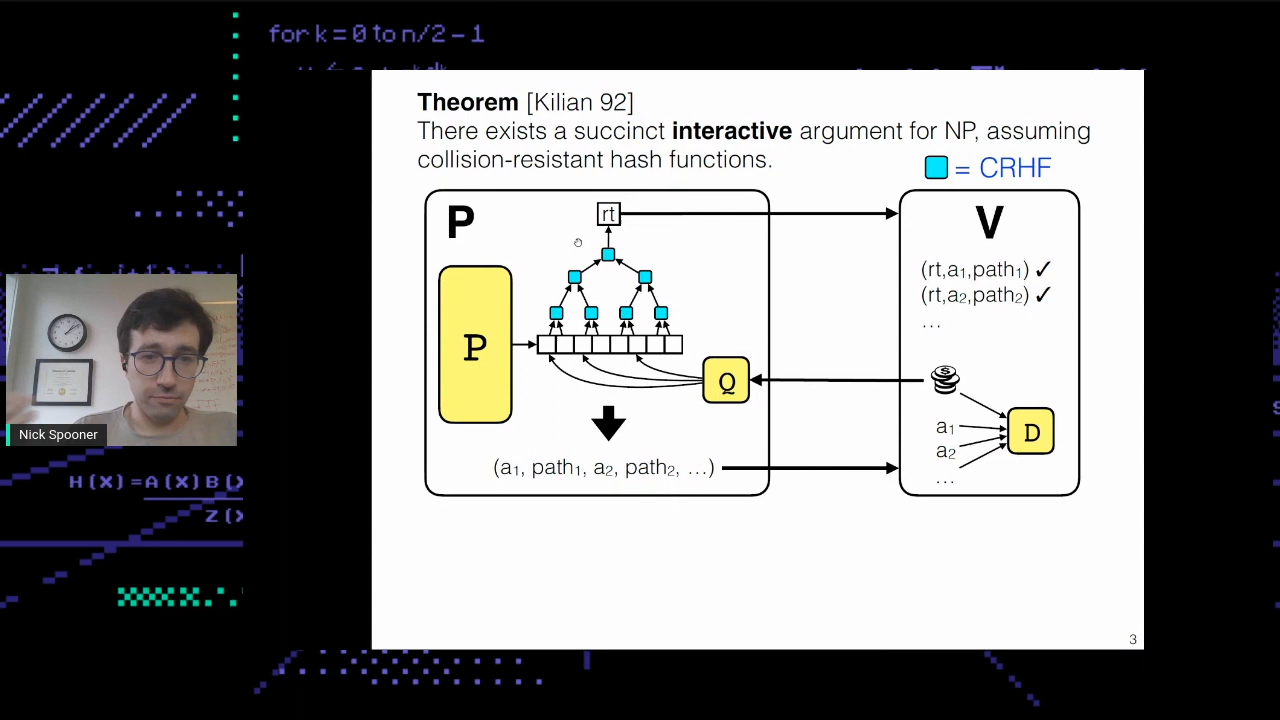 for k = 0 to n/2 - 1
Theorem [Kilian 92]
There exists a succinct interactive argument for NP, assuming
collision-resistant hash functions.
= CRHF
P
rt
V
(rt,a₁,path₁) ✓
(rt,a₂,path₂) ✓
...
P
Q
$
a₁
a₂
...
D
(a₁, path₁, a₂, path₂, ...)
Nick Spooner
H(X) =A(X)B(X
Z(X
3